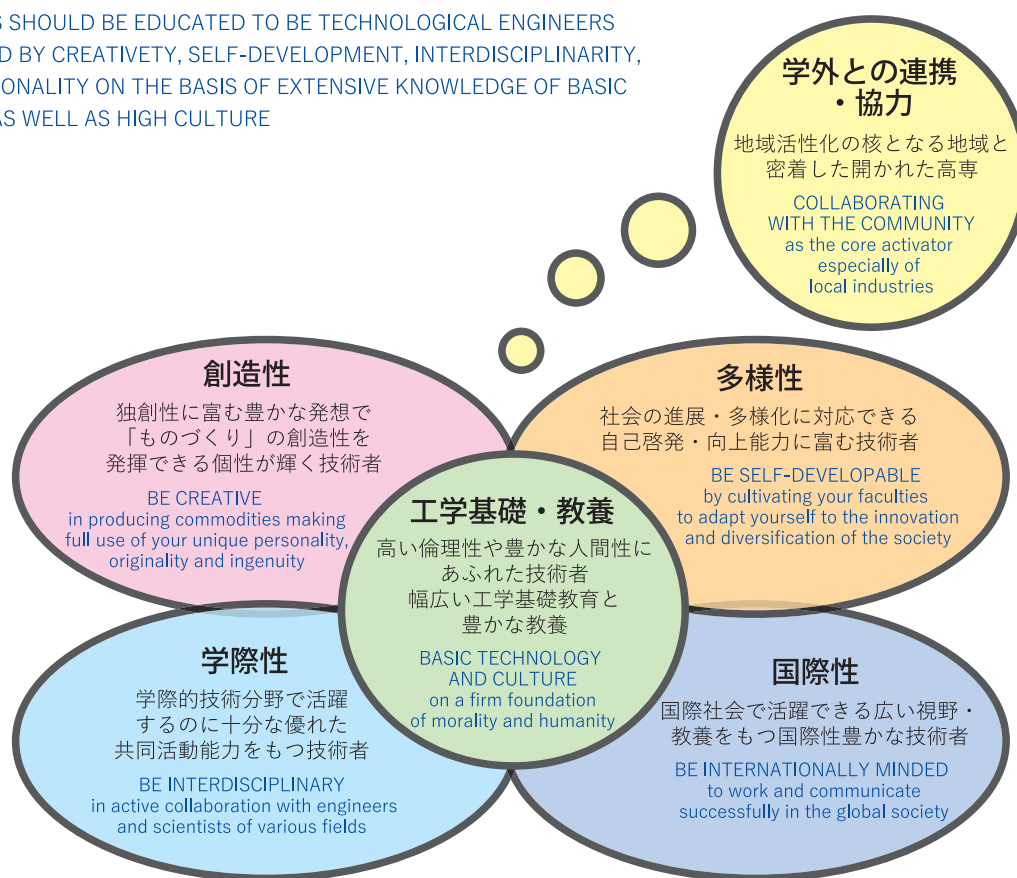 S SHOULD BE EDUCATED TO BE TECHNOLOGICAL ENGINEERS
D BY CREATIVETY, SELF-DEVELOPMENT, INTERDISCIPLINARITY,
ONALITY ON THE BASIS OF EXTENSIVE KNOWLEDGE OF BASIC
AS WELL AS HIGH CULTURE
学外との連携
・協力
地域活性化の核となる地域と
密着した開かれた高専
COLLABORATING
WITH THE COMMUNITY
as the core activator
especially of
local industries
創造性
独創性に富む豊かな発想で
「ものづくり」の創造性を
発揮できる個性が輝く技術者
BE CREATIVE
in producing commodities making
full use of your unique personality,
originality and ingenuity
多様性
社会の進展・多様化に対応できる
自己啓発・向上能力に富む技術者
BE SELF-DEVELOPABLE
by cultivating your faculties
to adapt yourself to the innovation
and diversification of the society
工学基礎・教養
高い倫理性や豊かな人間性に
あふれた技術者
幅広い工学基礎教育と
豊かな教養
BASIC TECHNOLOGY
AND CULTURE
on a firm foundation
of morality and humanity
学際性
学際的技術分野で活躍
するのに十分な優れた
共同活動能力をもつ技術者
BE INTERDISCIPLINARY
in active collaboration with engineers
and scientists of various fields
国際性
国際社会で活躍できる広い視野・
教養をもつ国際性豊かな技術者
BE INTERNATIONALLY MINDED
to work and communicate
successfully in the global society